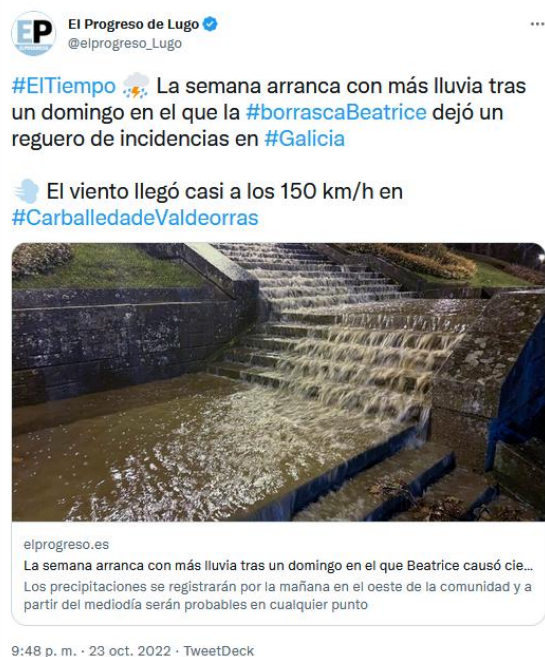 EP
El Progreso de Lugo
@elprogreso_Lugo
#ElTiempo La semana arranca con más lluvia tras
un domingo en el que la #borrascaBeatrice dejó un
reguero de incidencias en #Galicia
El viento llegó casi a los 150 km/h en
#CarballedadeValdeorras
elprogreso.es
La semana arranca con más lluvia tras un domingo en el que Beatrice causó cie...
Los precipitaciones se registrarán por la mañana en el oeste de la comunidad y a
partir del mediodía serán probables en cualquier punto
9:48 p. m. · 23 oct. 2022 · TweetDeck